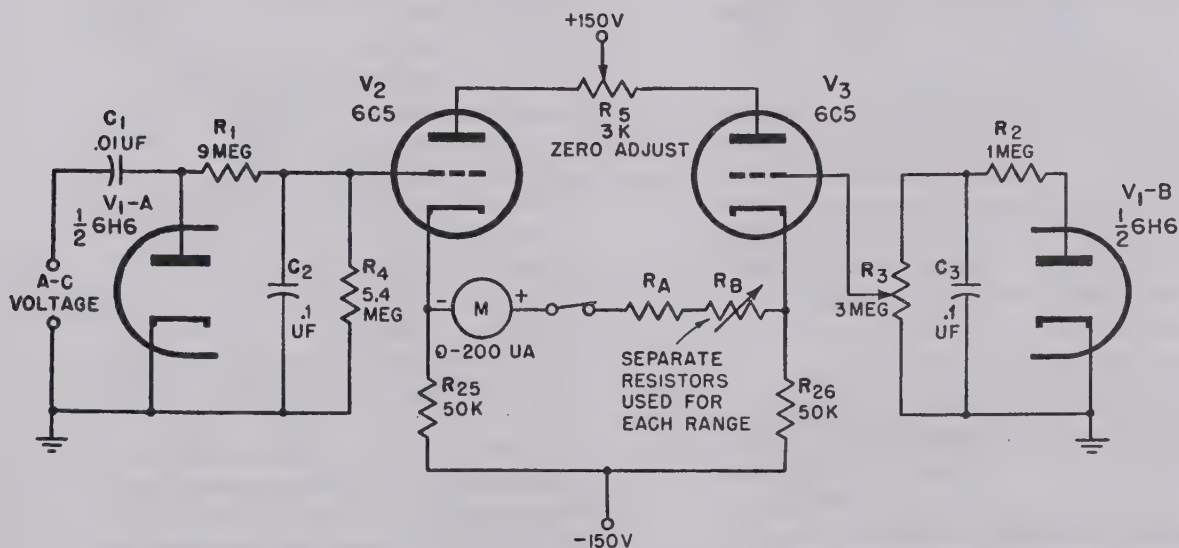 +150V
V2
6C5
R5
3K
ZERO ADJUST
V3
6C5
C1
.01UF
R1
9MEG
V1-A
1/2 6H6
A-C
VOLTAGE
C2
.1
UF
R4
5.4
MEG
-
M
+
0-200 UA
RA
RB
SEPARATE
RESISTORS
USED FOR
EACH RANGE
R25
50K
R26
50K
-150V
R2
1MEG
V1-B
1/2 6H6
R3
3MEG
C3
.1
UF